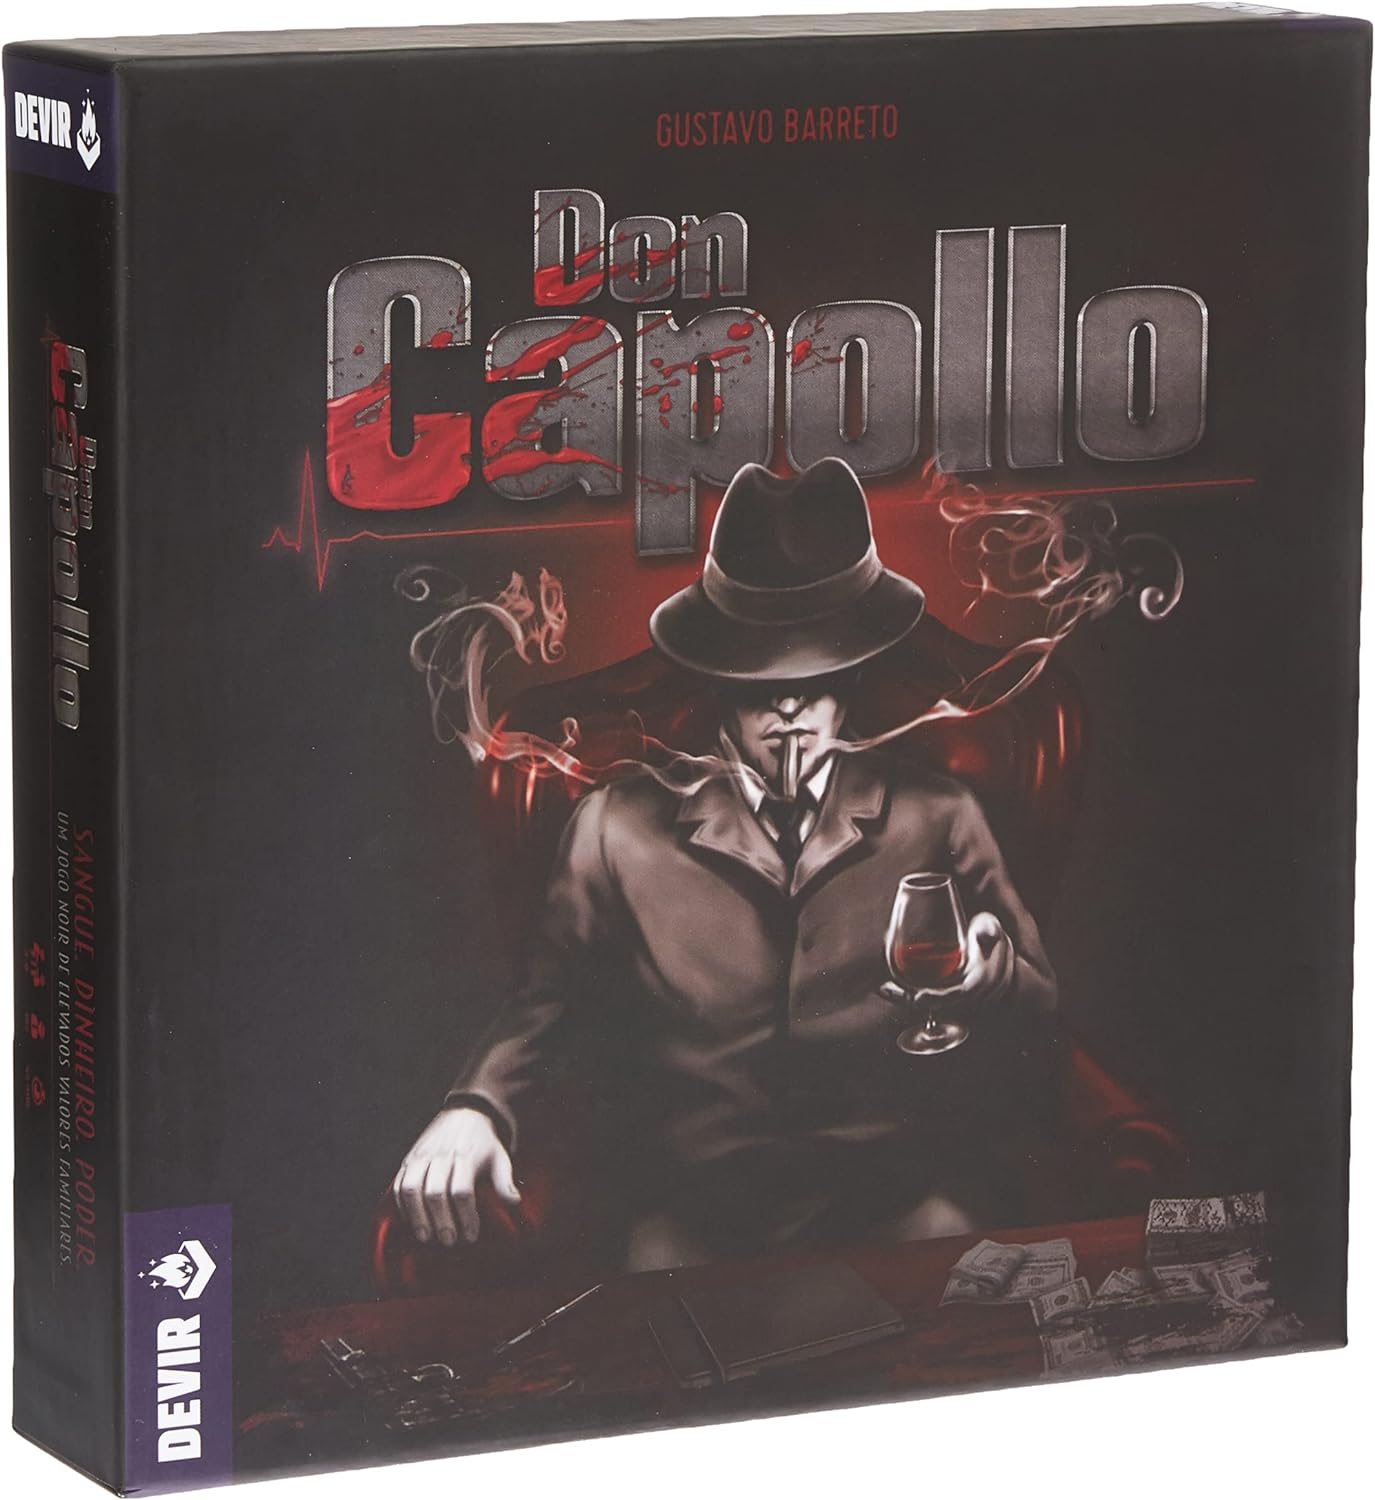 GUSTAVO BARRETO
Don
Capollo
DEVIR
DEVIR
Don
Capollo
SANGUE. DINHEIRO. PODER
UM JOGO NOIR DE ELEVADOS VALORES FAMILIARES